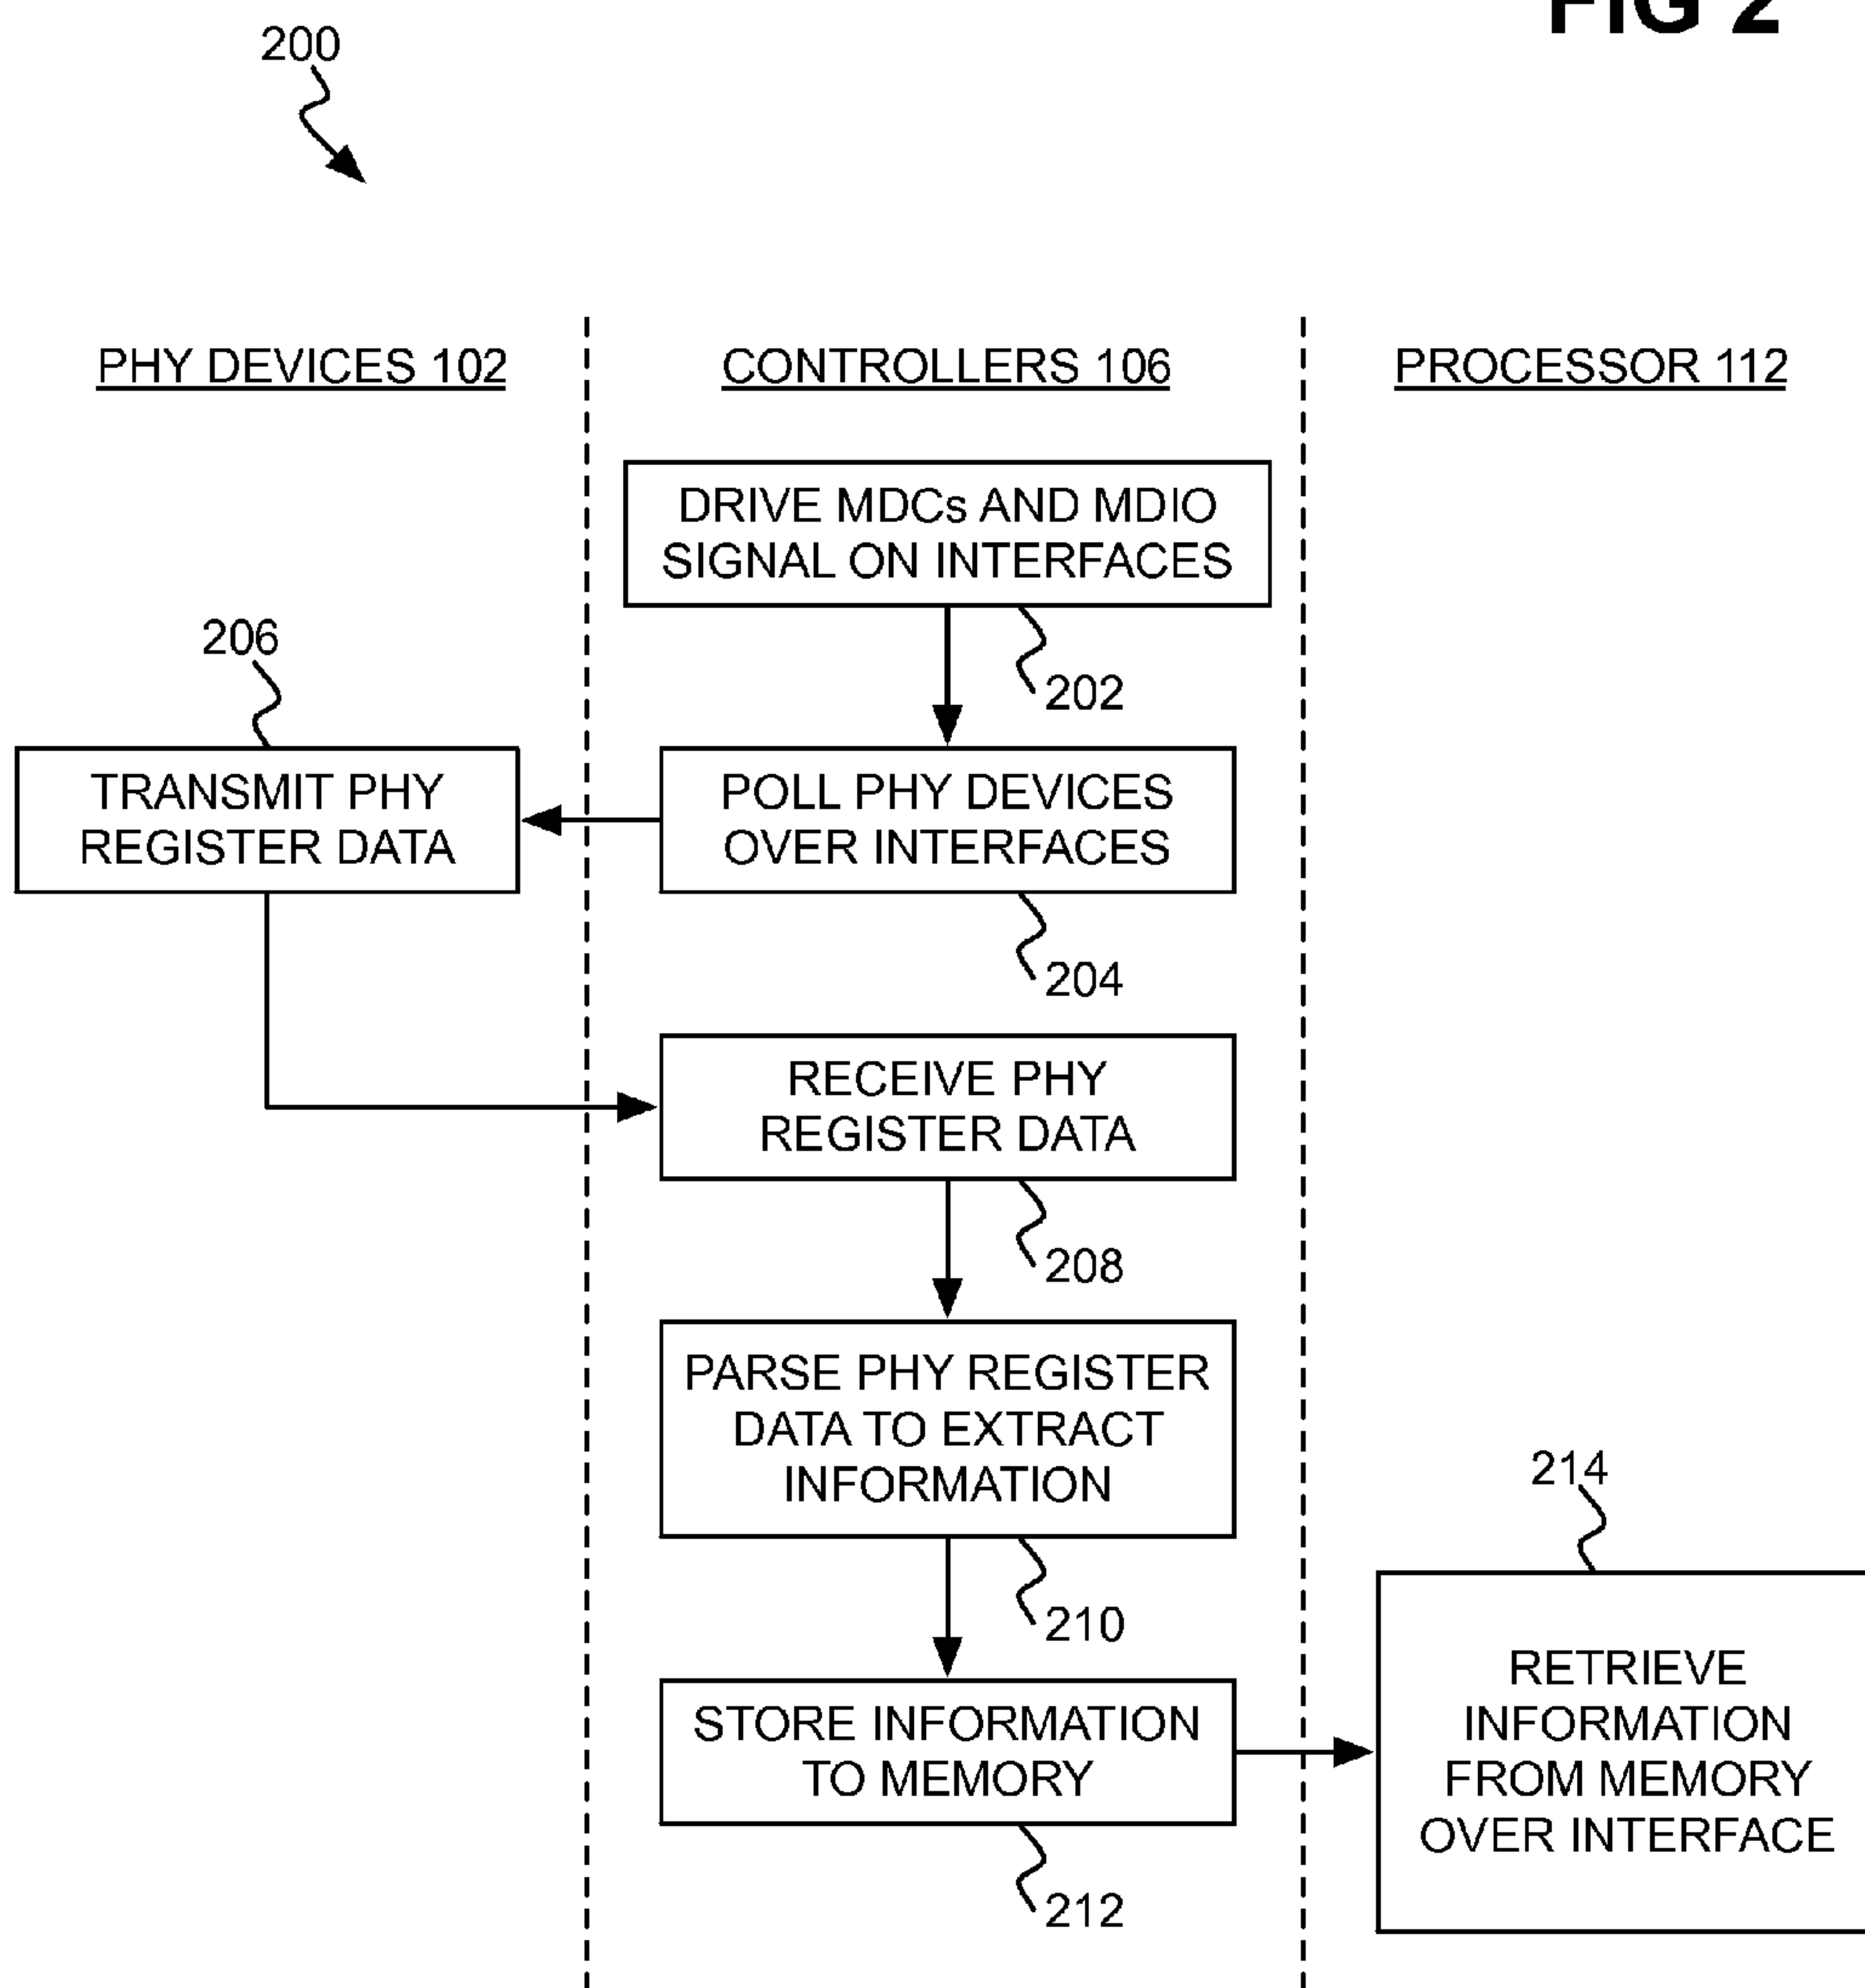 FIG 2
200
PHY DEVICES 102
CONTROLLERS 106
PROCESSOR 112
DRIVE MDCs AND MDIO
SIGNAL ON INTERFACES
202
206
TRANSMIT PHY
REGISTER DATA
POLL PHY DEVICES
OVER INTERFACES
204
RECEIVE PHY
REGISTER DATA
208
PARSE PHY REGISTER
DATA TO EXTRACT
INFORMATION
210
214
STORE INFORMATION
TO MEMORY
212
RETRIEVE
INFORMATION
FROM MEMORY
OVER INTERFACE